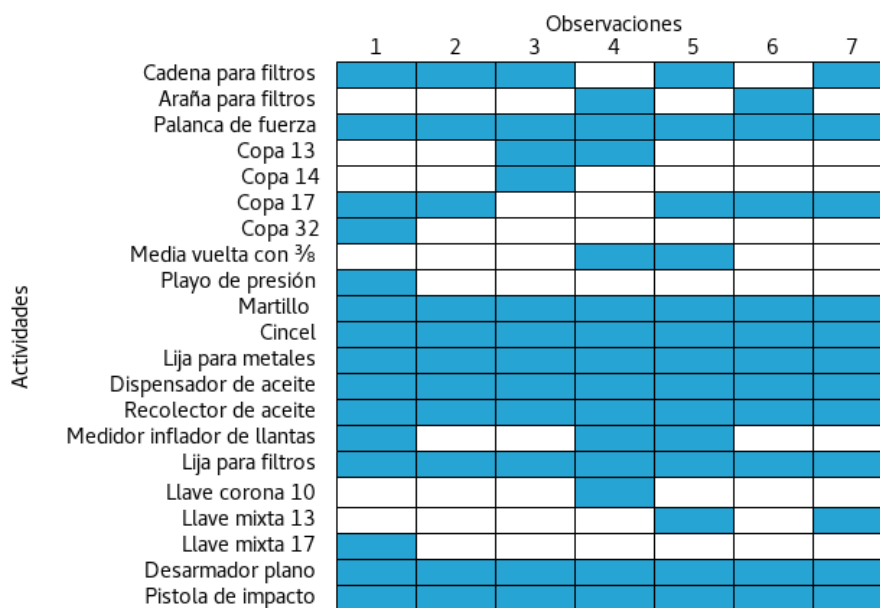 Observaciones
1 2 3 4 5 6 7
Actividades
Cadena para filtros
Araña para filtros
Palanca de fuerza
Copa 13
Copa 14
Copa 17
Copa 32
Media vuelta con ⅜
Playo de presión
Martillo
Cincel
Lija para metales
Dispensador de aceite
Recolector de aceite
Medidor inflador de llantas
Lija para filtros
Llave corona 10
Llave mixta 13
Llave mixta 17
Desarmador plano
Pistola de impacto